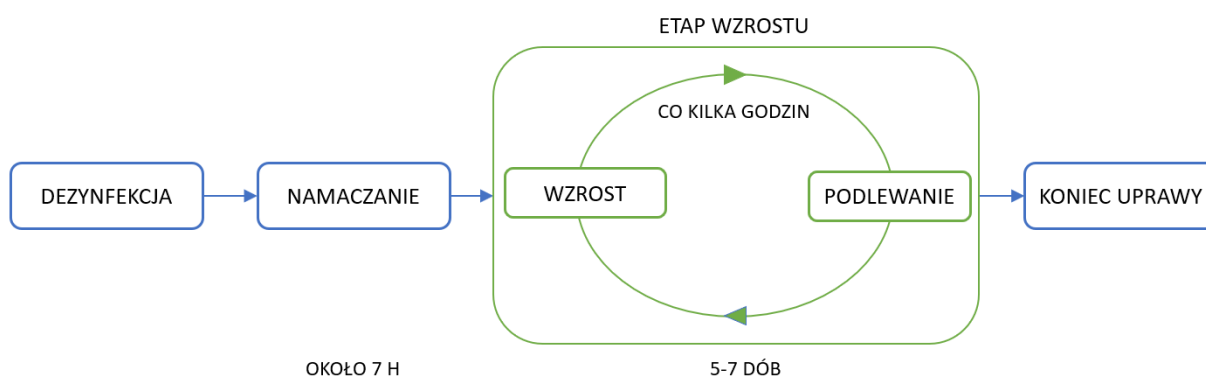 ETAP WZROSTU
CO KILKA GODZIN
DEZYNFEKCJA
NAMACZANIE
WZROST
PODLEWANIE
KONIEC UPRAWY
OKOŁO 7 H
5-7 DÓB